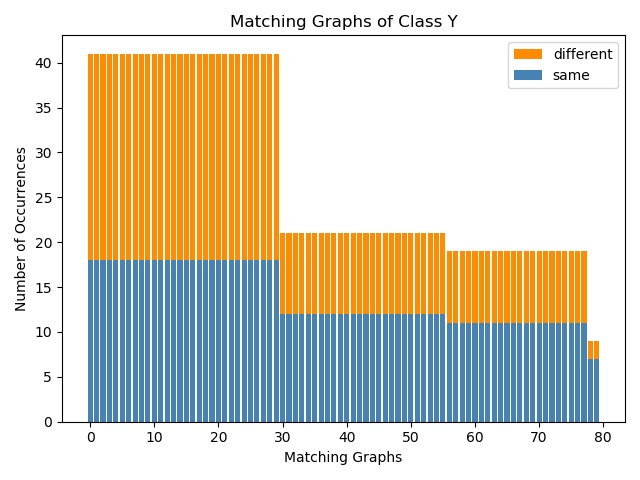 Matching Graphs of Class Y
different
same
Number of Occurrences
40
35
30
25
20
15
10
5
0
0 10 20 30 40 50 60 70 80
Matching Graphs